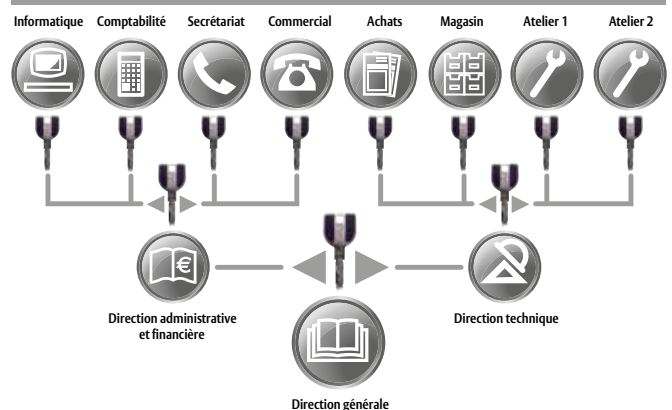 Informatique Comptabilité Secrétariat Commercial Achats Magasin Atelier 1 Atelier 2
€
Direction administrative
et financière
Direction technique
Direction générale